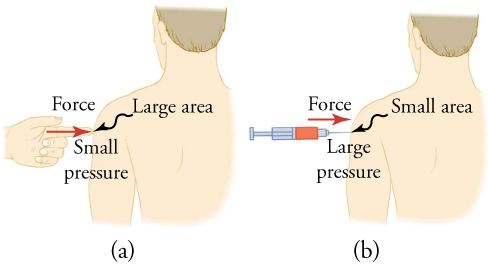 Force
Large area
Small
pressure
(a)
Force
Small area
Large
pressure
(b)